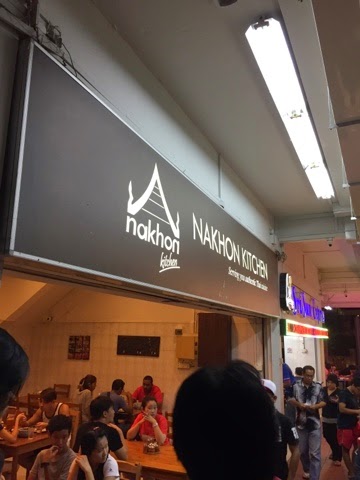 nakhon
kitchen
NAKHON KITCHEN
Serving you authentic Thai cuisine